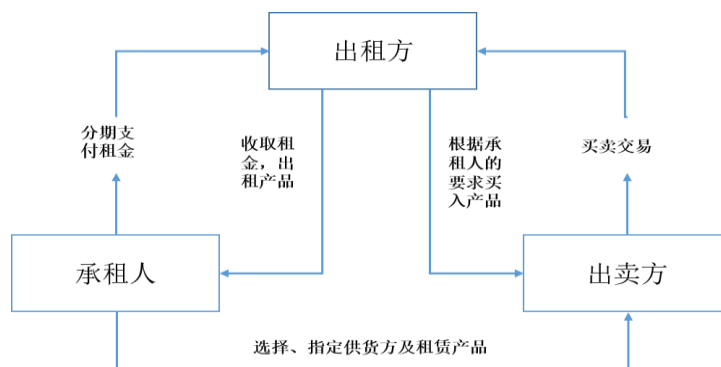 出租方
分期支
付租金
收取租
金，出
租产品
根据承
租人的
要求买
入产品
买卖交易
承租人
出卖方
选择、指定供货方及租赁产品